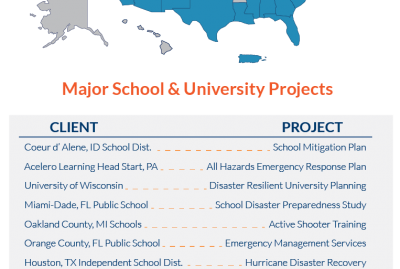 Major School & University Projects
CLIENT PROJECT
Coeur d' Alene, ID School Dist. School Mitigation Plan
Acelero Learning Head Start, PA All Hazards Emergency Response Plan
University of Wisconsin Disaster Resilient University Planning
Miami-Dade, FL Public School School Disaster Preparedness Study
Oakland County, MI Schools Active Shooter Training
Orange County, FL Public School Emergency Management Services
Houston, TX Independent School Dist. Hurricane Disaster Recovery